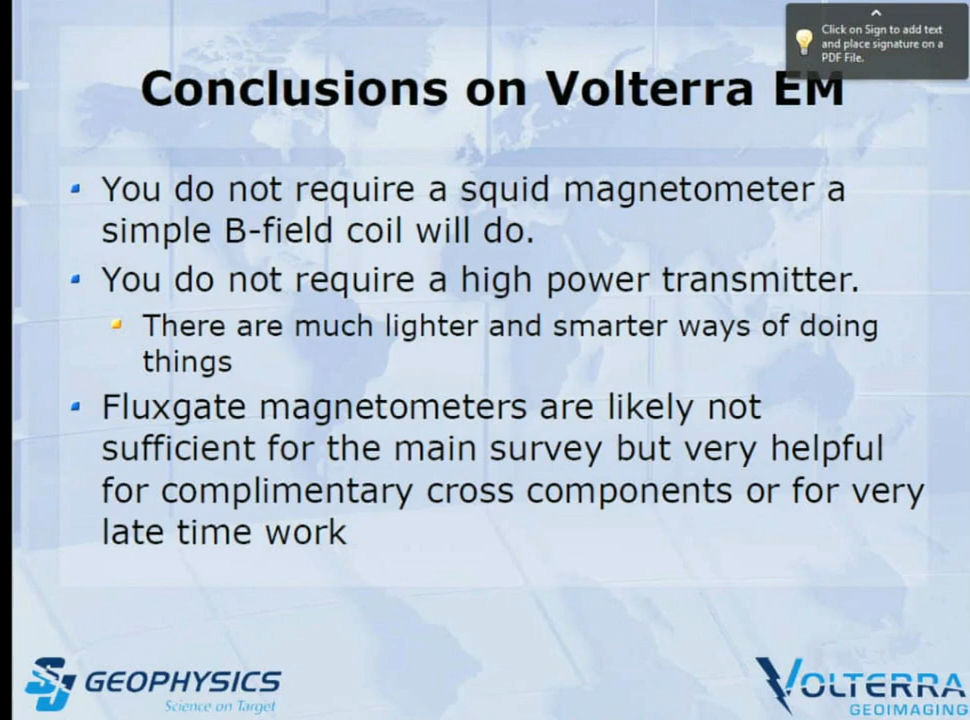 Click on Sign to add text
and place signature on a
PDF File.
Conclusions on Volterra EM
You do not require a squid magnetometer a
simple B-field coil will do.
You do not require a high power transmitter.
There are much lighter and smarter ways of doing
things
Fluxgate magnetometers are likely not
sufficient for the main survey but very helpful
for complimentary cross components or for very
late time work
SJ GEOPHYSICS
Science on Target
VOLTERRA
GEOIMAGING